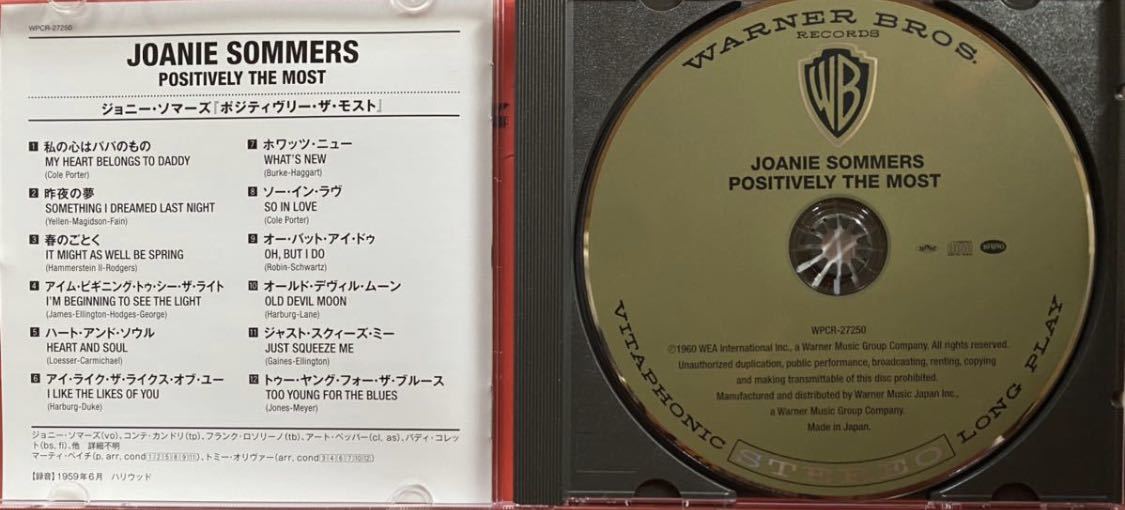 WPCR-27250
JOANIE SOMMERS
POSITIVELY THE MOST
ジョニー・ソマーズ『ポジティヴリー・ザ・モスト』
1 私の心はパパのもの
MY HEART BELONGS TO DADDY
(Cole Porter)
2 昨夜の夢
SOMETHING I DREAMED LAST NIGHT
(Yellen-Magidson-Fain)
3 春のごとく
IT MIGHT AS WELL BE SPRING
(Hammerstein II-Rodgers)
4 アイム・ビギニング・トゥ・シー・ザ・ライト
I'M BEGINNING TO SEE THE LIGHT
(James-Ellington-Hodges-George)
5 ハート・アンド・ソウル
HEART AND SOUL
(Loesser-Carmichael)
6 アイ・ライク・ザ・ライクス・オブ・ユー
I LIKE THE LIKES OF YOU
(Harburg-Duke)
7 ホワッツ・ニュー
WHAT'S NEW
(Burke-Haggart)
8 ソー・イン・ラヴ
SO IN LOVE
(Cole Porter)
9 オー・バット・アイ・ドゥ
OH, BUT I DO
(Robin-Schwartz)
10 オールド・デヴィル・ムーン
OLD DEVIL MOON
(Harburg-Lane)
11 ジャスト・スクィーズ・ミー
JUST SQUEEZE ME
(Gaines-Ellington)
12 トゥー・ヤング・フォー・ザ・ブルース
TOO YOUNG FOR THE BLUES
(Jones-Meyer)
ジョニー・ソマーズ(vo)、コンテ・カンドリ(tp)、フランク・ロソリーノ(tb)、アート・ペッパー(cl, as)、バディ・コレッ
ト(bs, fl)、他 詳細不明
マーティ・ペイチ(p, arr, cond 1 2 5 8 9 11)、トミー・オリヴァー(arr, cond 3 4 6 7 10 12)
【録音】1959年6月 ハリウッド
WARNER BROS.
RECORDS
WB
JOANIE SOMMERS
POSITIVELY THE MOST
WPCR-27250
℗1960 WEA International Inc., a Warner Music Group Company. All rights reserved.
Unauthorized duplication, public performance, broadcasting, renting, copying
and making transmittable of this disc prohibited.
Manufactured and distributed by Warner Music Japan Inc.,
a Warner Music Group Company.
Made in Japan.
VITAPHONIC STEREO LONG PLAY